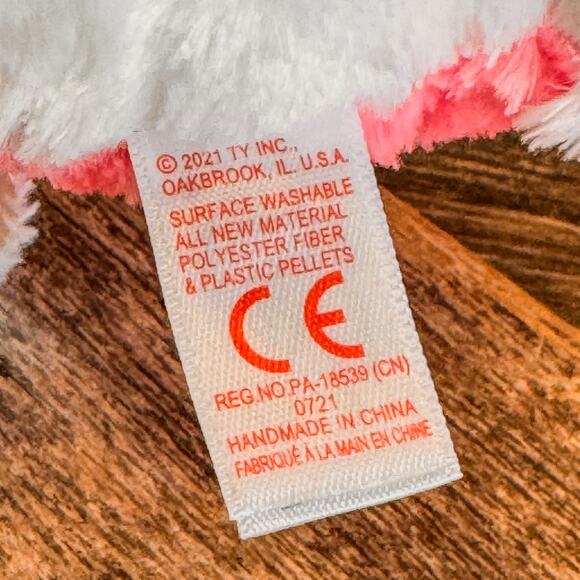 © 2021 TY INC.,
OAKBROOK, IL. U.S.A.
SURFACE WASHABLE
ALL NEW MATERIAL
POLYESTER FIBER
& PLASTIC PELLETS
CE
REG.NO.PA-18539 (CN)
0721
HANDMADE IN CHINA
FABRIQUÉ À LA MAIN EN CHINE